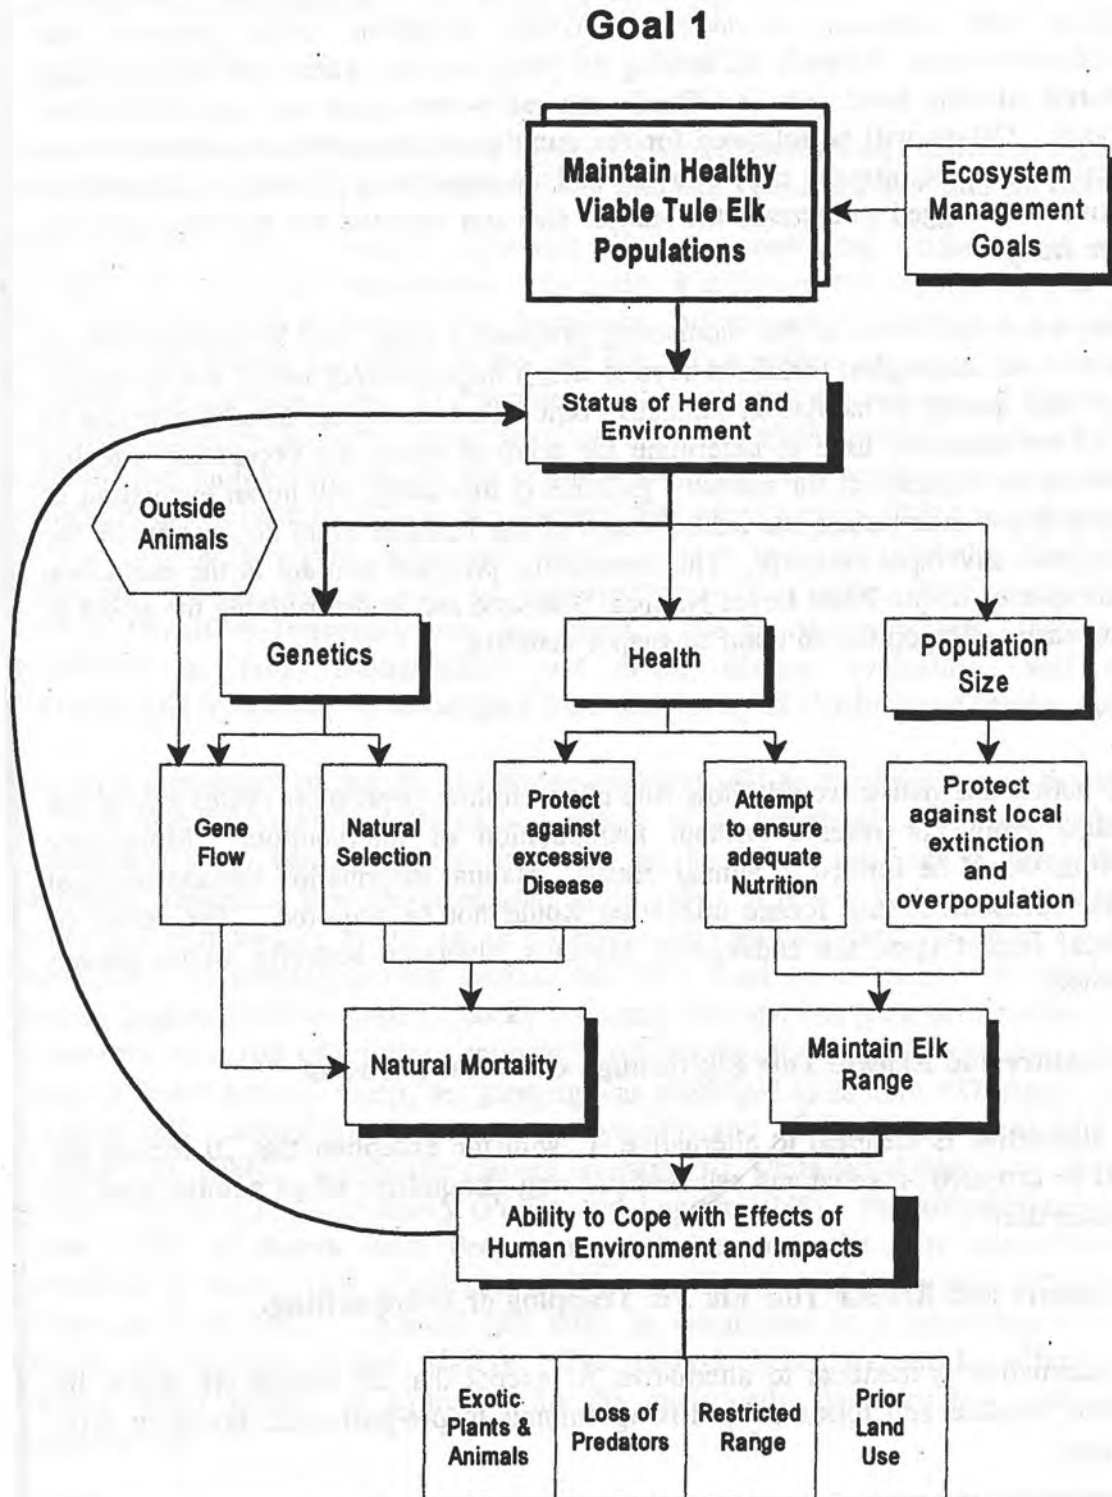 Goal 1
Maintain Healthy
Viable Tule Elk
Populations
Ecosystem
Management
Goals
Status of Herd and
Environment
Outside
Animals
Genetics
Health
Population
Size
Gene
Flow
Natural
Selection
Protect
against
excessive
Disease
Attempt
to ensure
adequate
Nutrition
Protect
against local
extinction
and
overpopulation
Natural Mortality
Maintain Elk
Range
Ability to Cope with Effects of
Human Environment and Impacts
Exotic
Plants &
Animals
Loss of
Predators
Restricted
Range
Prior
Land
Use